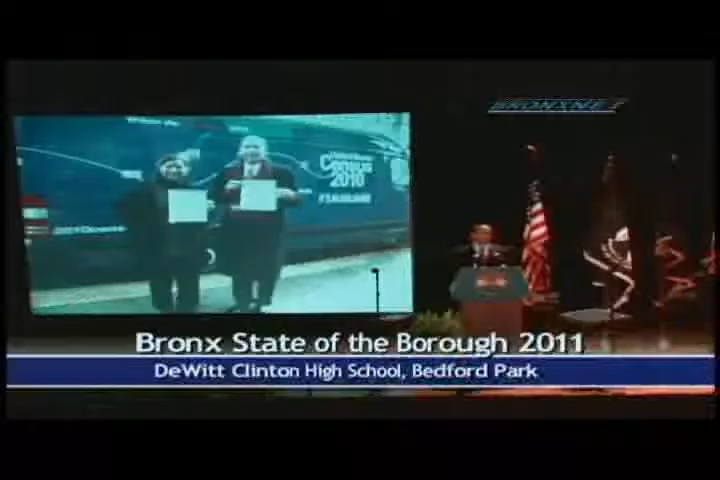 BRONXNET
Census
2010
Bronx State of the Borough 2011
DeWitt Clinton High School, Bedford Park